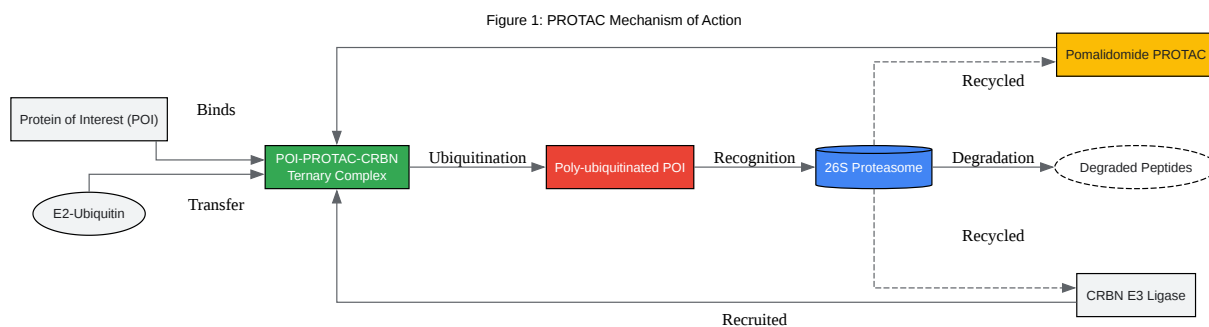 Figure 1: PROTAC Mechanism of Action
Pomalidomide PROTAC
Recycled
Protein of Interest (POI)
Binds
POI-PROTAC-CRBN
Ternary Complex
Ubiquitination
Poly-ubiquitinated POI
Recognition
26S Proteasome
Degradation
Degraded Peptides
E2-Ubiquitin
Transfer
Recycled
CRBN E3 Ligase
Recruited